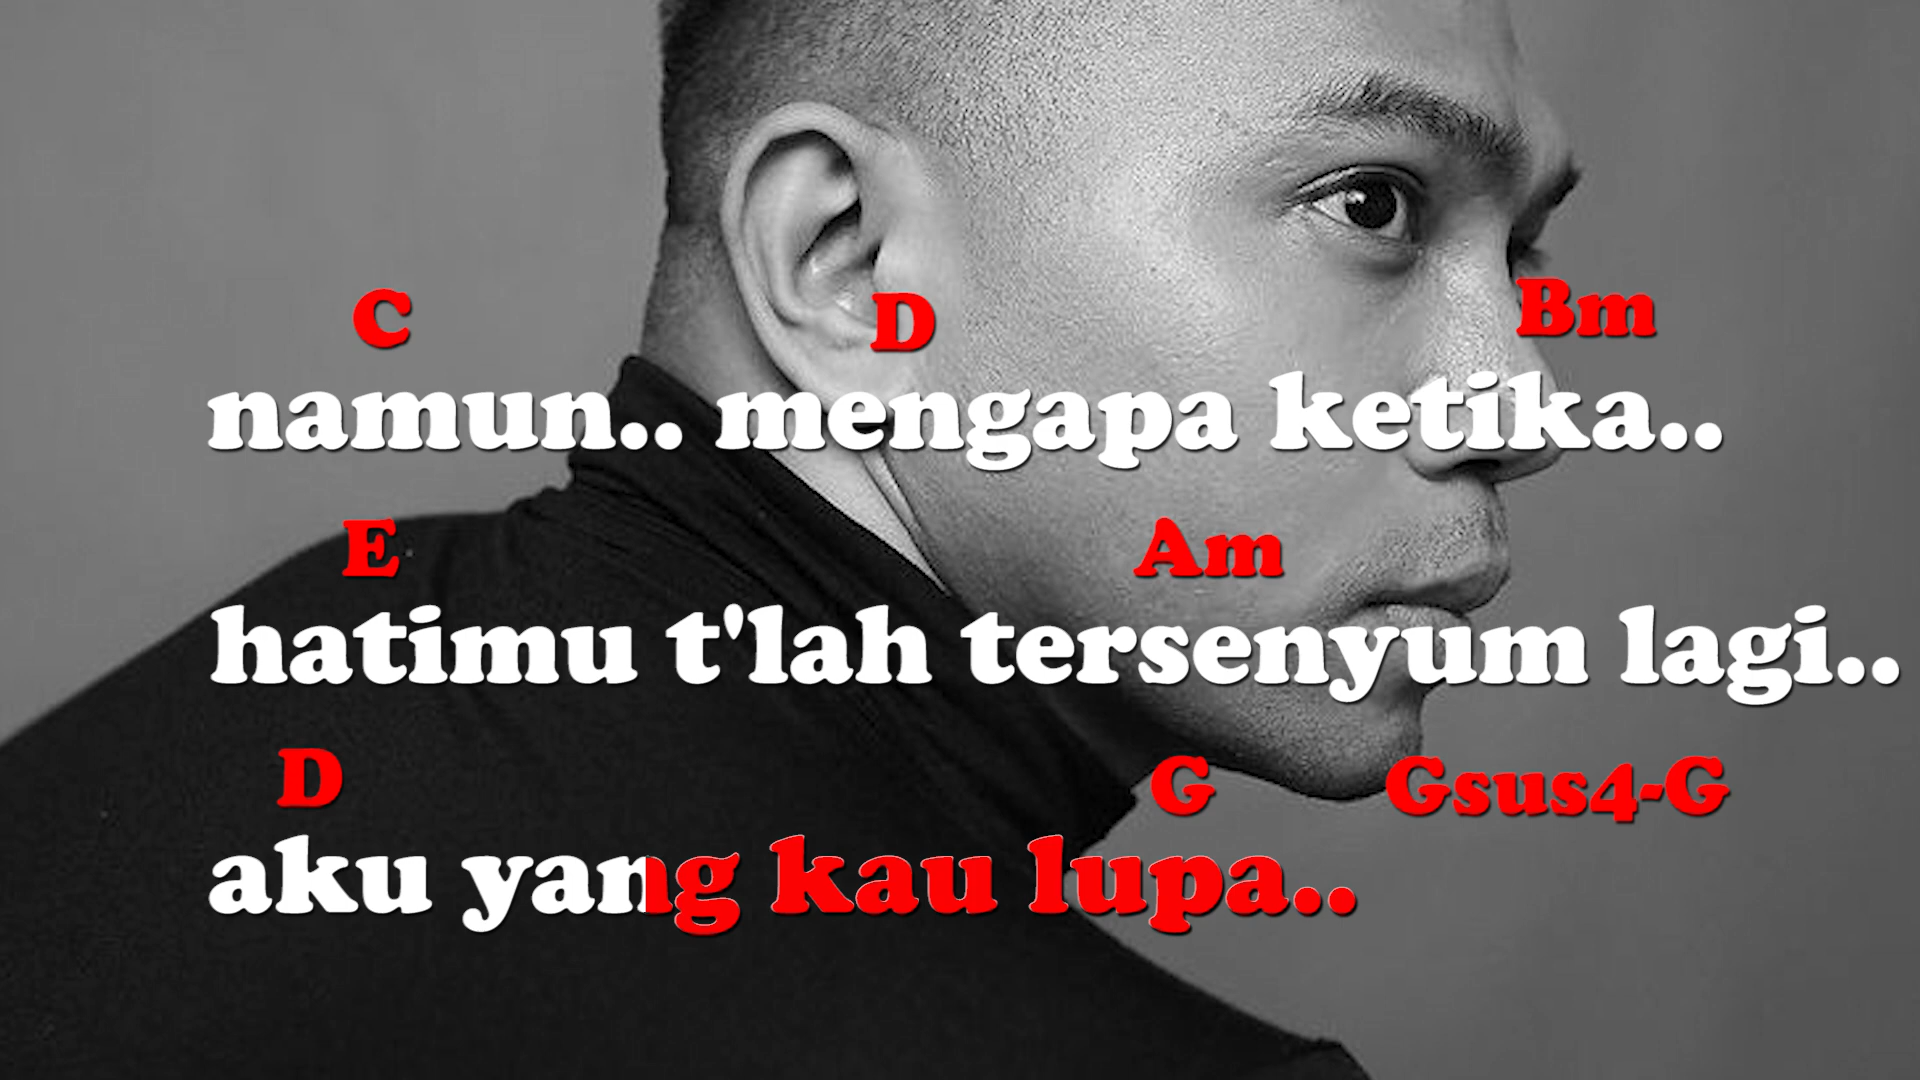 C D Bm
namun.. mengapa ketika..
E Am
hatimu t'lah tersenyum lagi..
D G Gsus4-G
aku yang kau lupa..